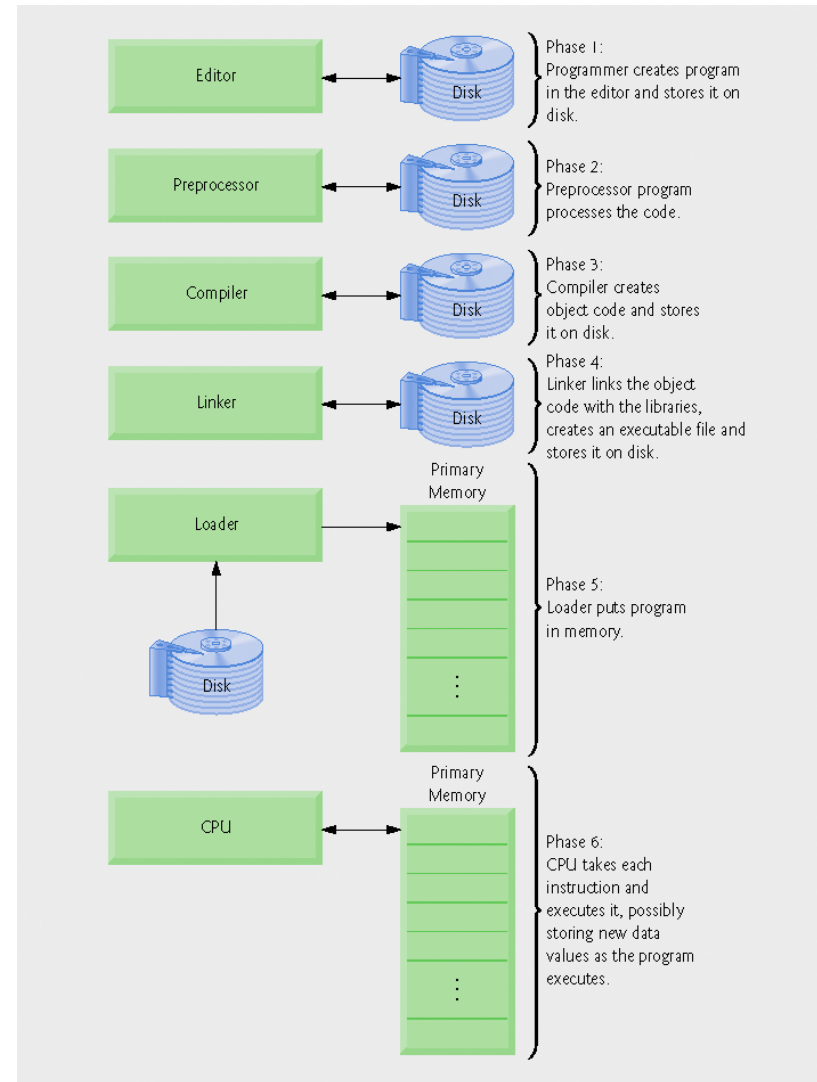 Editor
Disk
Phase 1:
Programmer creates program
in the editor and stores it on
disk.
Preprocessor
Disk
Phase 2:
Preprocessor program
processes the code.
Compiler
Disk
Phase 3:
Compiler creates
object code and stores
it on disk.
Linker
Disk
Phase 4:
Linker links the object
code with the libraries,
creates an executable file and
stores it on disk.
Loader
Disk
Primary
Memory
⋮
Phase 5:
Loader puts program
in memory.
CPU
Primary
Memory
⋮
Phase 6:
CPU takes each
instruction and
executes it, possibly
storing new data
values as the program
executes.